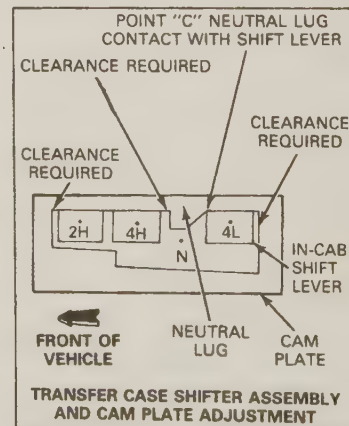 POINT "C" NEUTRAL LUG
CONTACT WITH SHIFT LEVER
CLEARANCE REQUIRED
CLEARANCE
REQUIRED
CLEARANCE
REQUIRED
2H
4H
4L
N
IN-CAB
SHIFT
LEVER
FRONT OF
VEHICLE
NEUTRAL
LUG
CAM
PLATE
TRANSFER CASE SHIFTER ASSEMBLY
AND CAM PLATE ADJUSTMENT